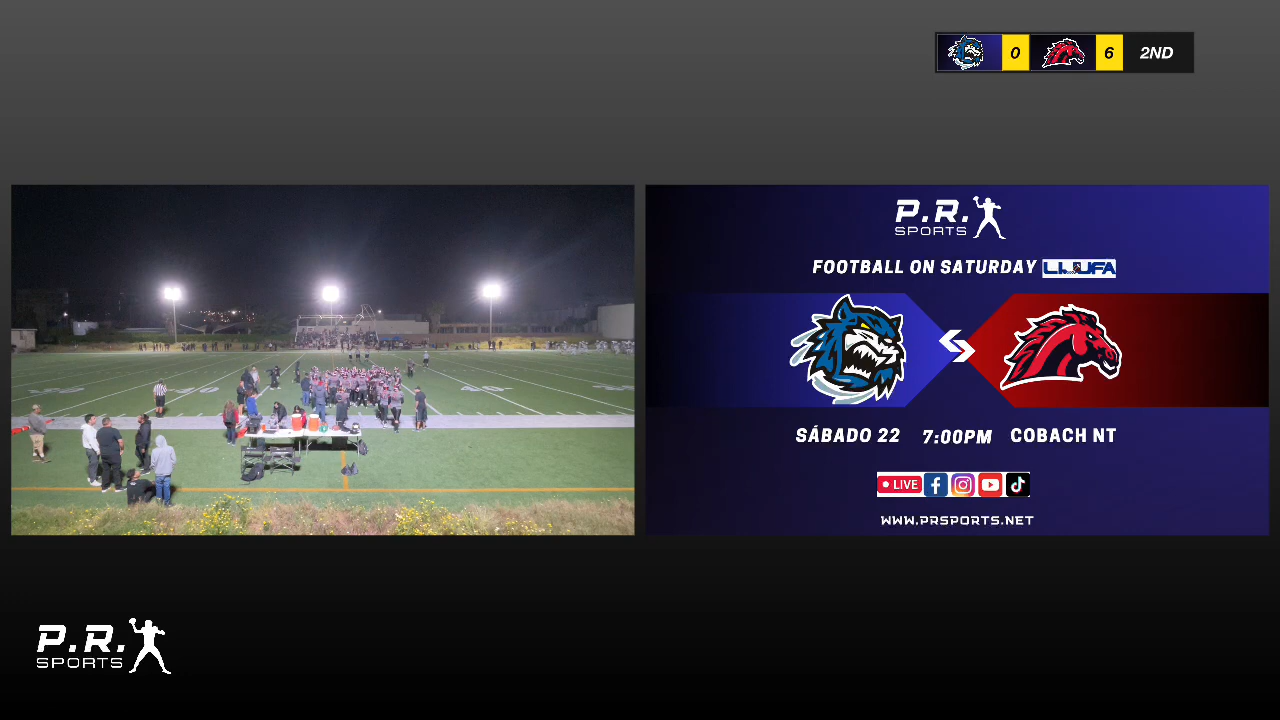 0 6 2ND
P.R.
SPORTS
FOOTBALL ON SATURDAY
SÁBADO 22 7:00PM COBACH NT
LIVE
WWW.PRSPORTS.NET
P.R.
SPORTS